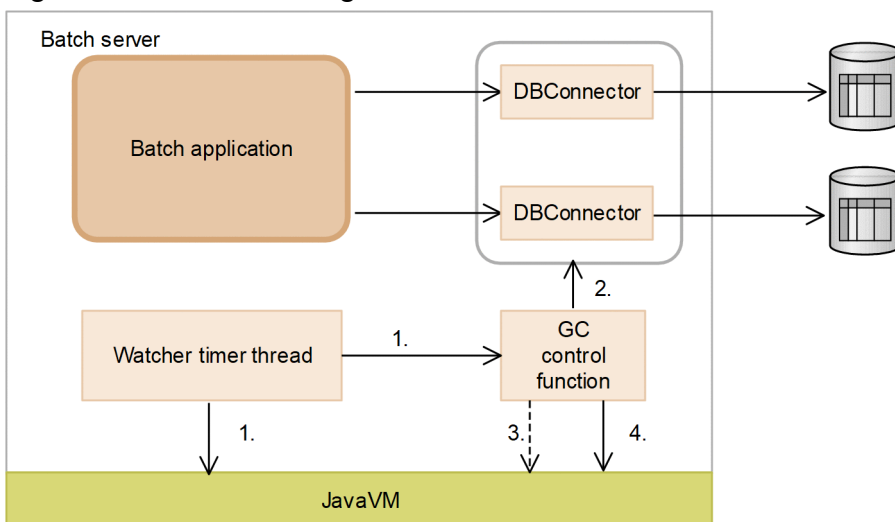 Batch server
DBConnector
Batch application
DBConnector
2.
1.
Watcher timer thread
GC
control
function
1.
3.
4.
JavaVM